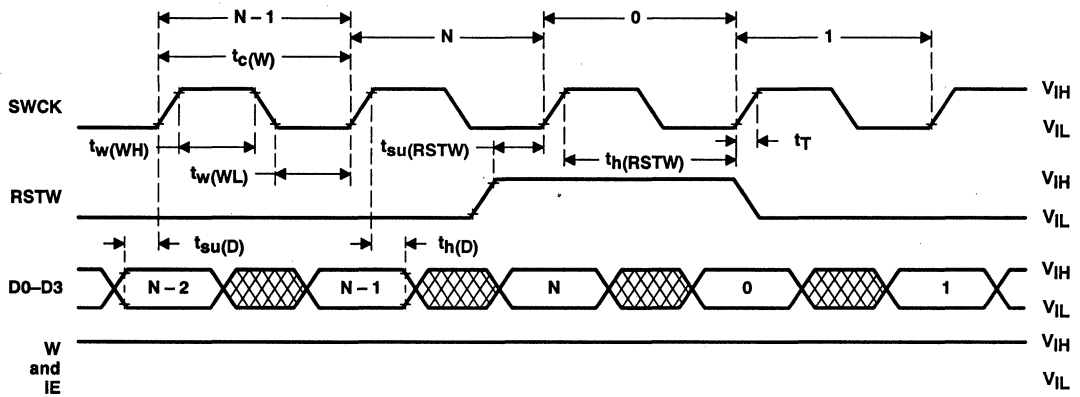 N – 1
N
0
1
tc(W)
SWCK
VIH
VIL
tw(WH)
tsu(RSTW)
tT
tw(WL)
th(RSTW)
RSTW
VIH
VIL
tsu(D)
th(D)
D0–D3
N – 2
N – 1
N
0
1
VIH
VIL
W
and
IE
VIH
VIL